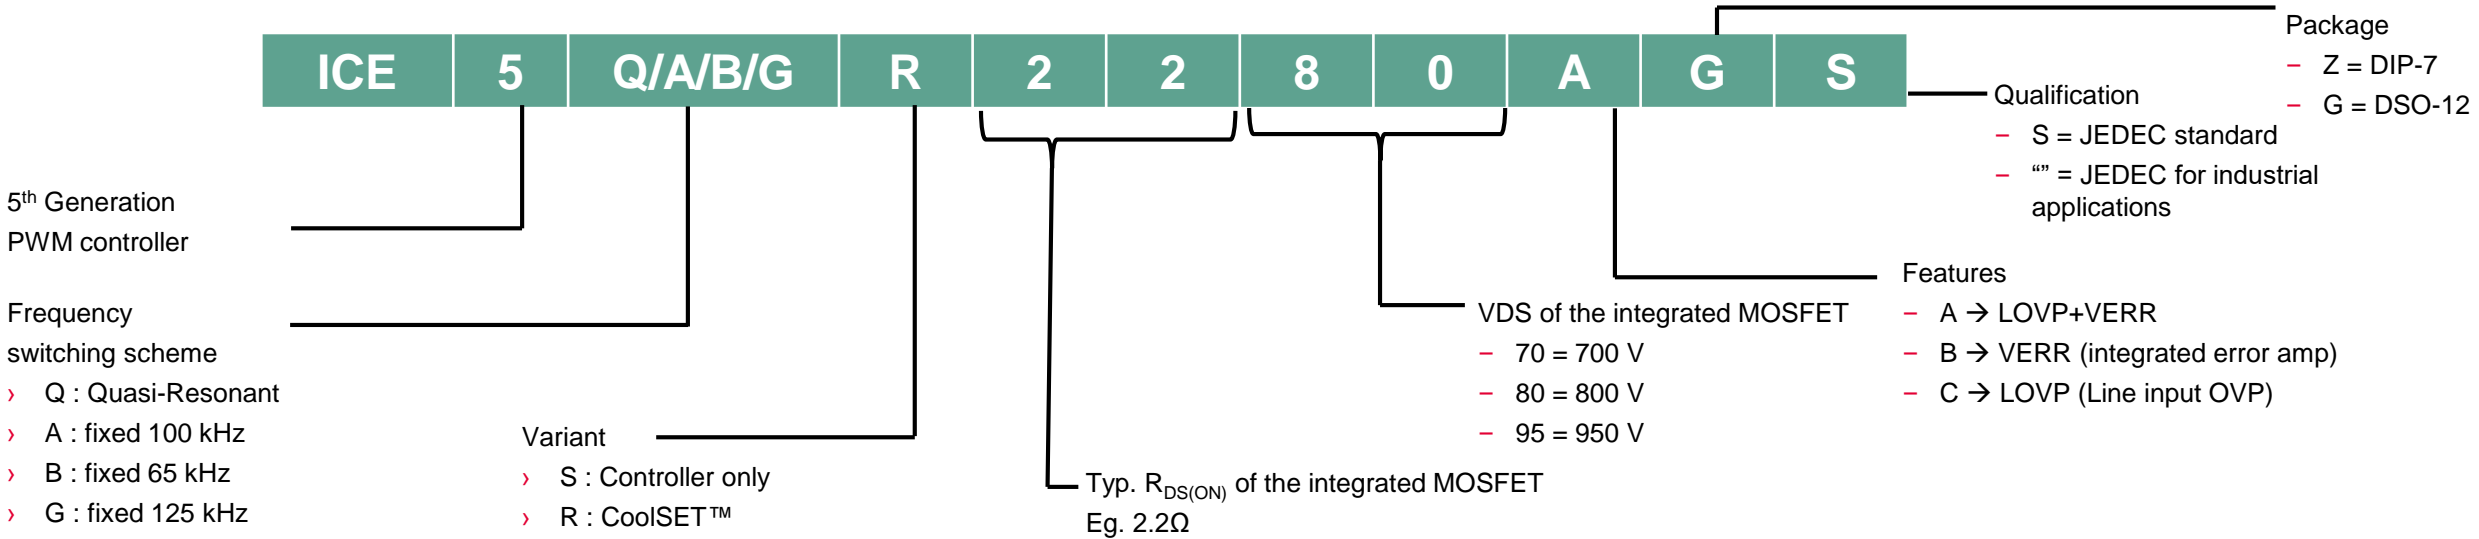 ICE 5 Q/A/B/G R 2 2 8 0 A G S
Package
– Z = DIP-7
– G = DSO-12
Qualification
– S = JEDEC standard
– “” = JEDEC for industrial
applications
5th Generation
PWM controller
Frequency
switching scheme
› Q : Quasi-Resonant
› A : fixed 100 kHz
› B : fixed 65 kHz
› G : fixed 125 kHz
Variant
› S : Controller only
› R : CoolSET™
Typ. RDS(ON) of the integrated MOSFET
Eg. 2.2Ω
VDS of the integrated MOSFET
– 70 = 700 V
– 80 = 800 V
– 95 = 950 V
Features
– A → LOVP+VERR
– B → VERR (integrated error amp)
– C → LOVP (Line input OVP)